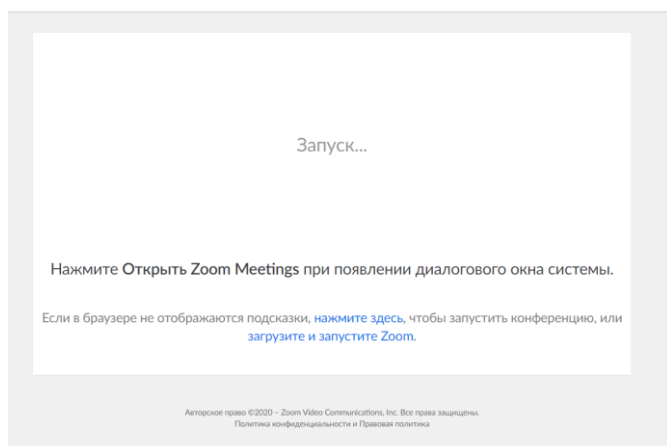 Запуск...
Нажмите Открыть Zoom Meetings при появлении диалогового окна системы.
Если в браузере не отображаются подсказки, нажмите здесь, чтобы запустить конференцию, или
загрузите и запустите Zoom.
Авторское право ©2020 - Zoom Video Communications, Inc. Все права защищены.
Политика конфиденциальности и Правовая политика